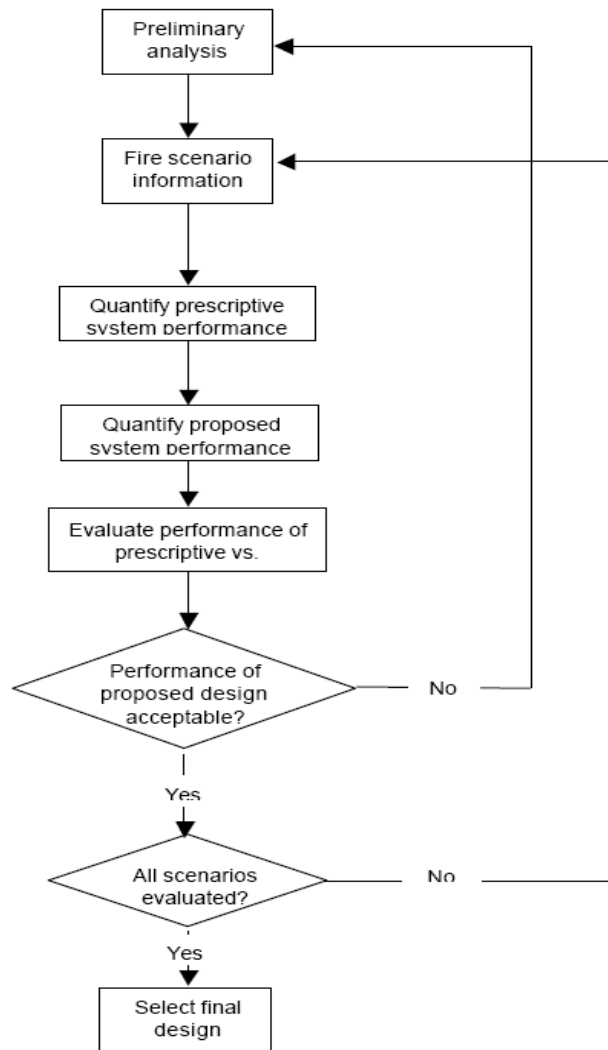 Preliminary
analysis
Fire scenario
information
Quantify prescriptive
system performance
Quantify proposed
system performance
Evaluate performance of
prescriptive vs.
Performance of
proposed design
acceptable?
No
Yes
All scenarios
evaluated?
No
Yes
Select final
design